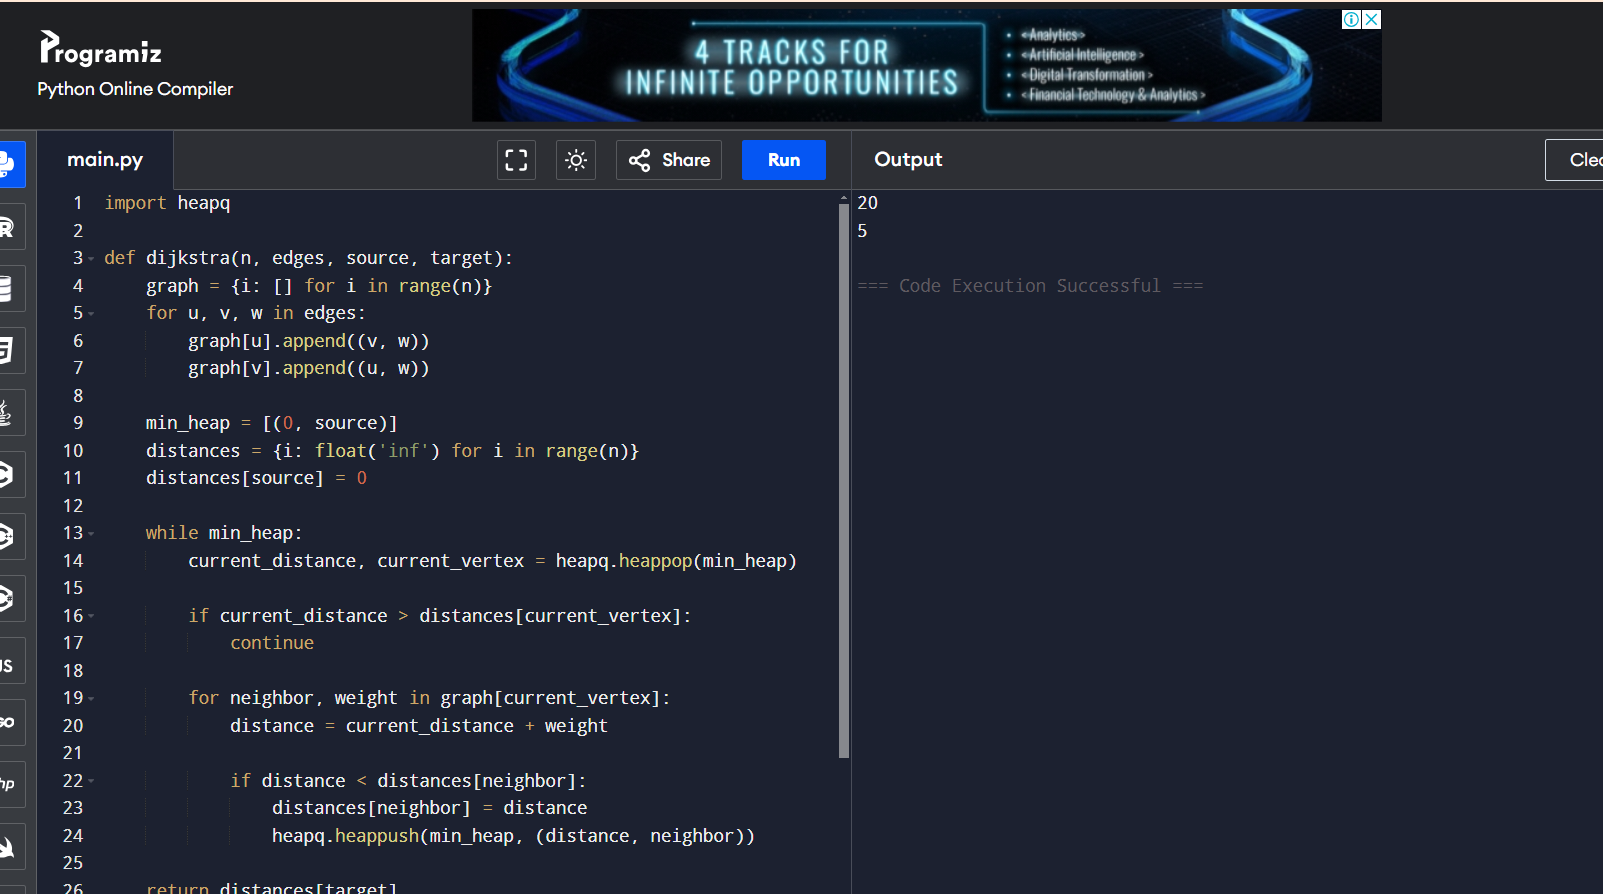 Programiz
Python Online Compiler
4 TRACKS FOR
INFINITE OPPORTUNITIES
• <Analytics>
• <Artificial Intelligence>
• <Digital Transformation>
• <Financial Technology & Analytics>
main.py
Share
Run
Output
1 import heapq
2
3 def dijkstra(n, edges, source, target):
4     graph = {i: [] for i in range(n)}
5     for u, v, w in edges:
6         graph[u].append((v, w))
7         graph[v].append((u, w))
8
9     min_heap = [(0, source)]
10     distances = {i: float('inf') for i in range(n)}
11     distances[source] = 0
12
13     while min_heap:
14         current_distance, current_vertex = heapq.heappop(min_heap)
15
16         if current_distance > distances[current_vertex]:
17             continue
18
19         for neighbor, weight in graph[current_vertex]:
20             distance = current_distance + weight
21
22             if distance < distances[neighbor]:
23                 distances[neighbor] = distance
24                 heapq.heappush(min_heap, (distance, neighbor))
25
26     return distances[target]
20
5
=== Code Execution Successful ===